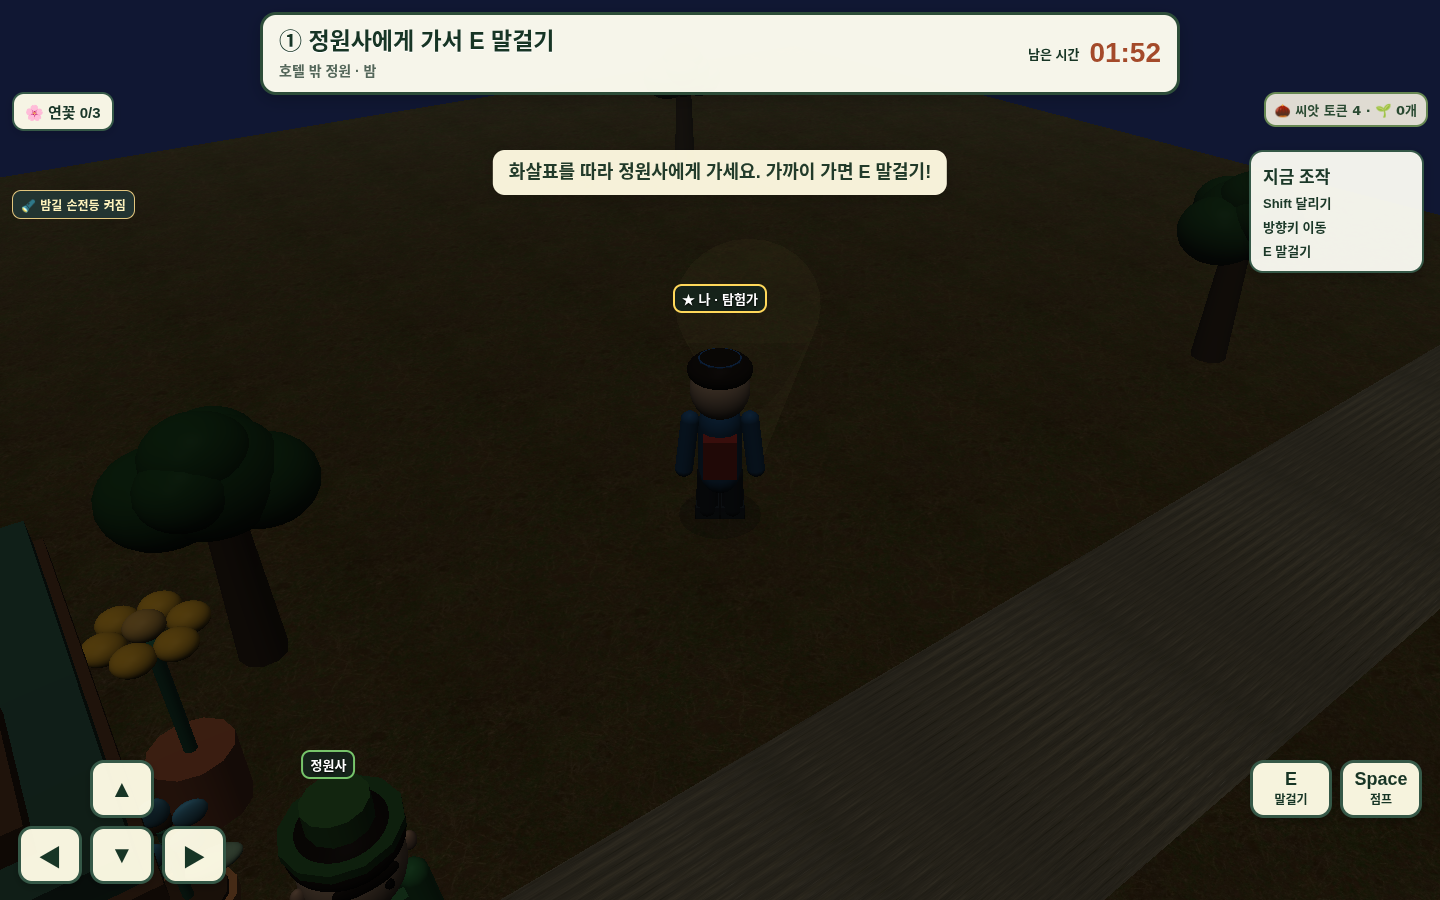 ① 정원사에게 가서 E 말걸기
호텔 밖 정원 · 밤
남은 시간 01:52
🌸 연꽃 0/3
🌰 씨앗 토큰 4 · 🌱 0개
화살표를 따라 정원사에게 가세요. 가까이 가면 E 말걸기!
지금 조작
Shift 달리기
방향키 이동
E 말걸기
🔦 밤길 손전등 켜짐
★ 나 · 탐험가
정원사
▲
◀ ▼ ▶
E
말걸기
Space
점프